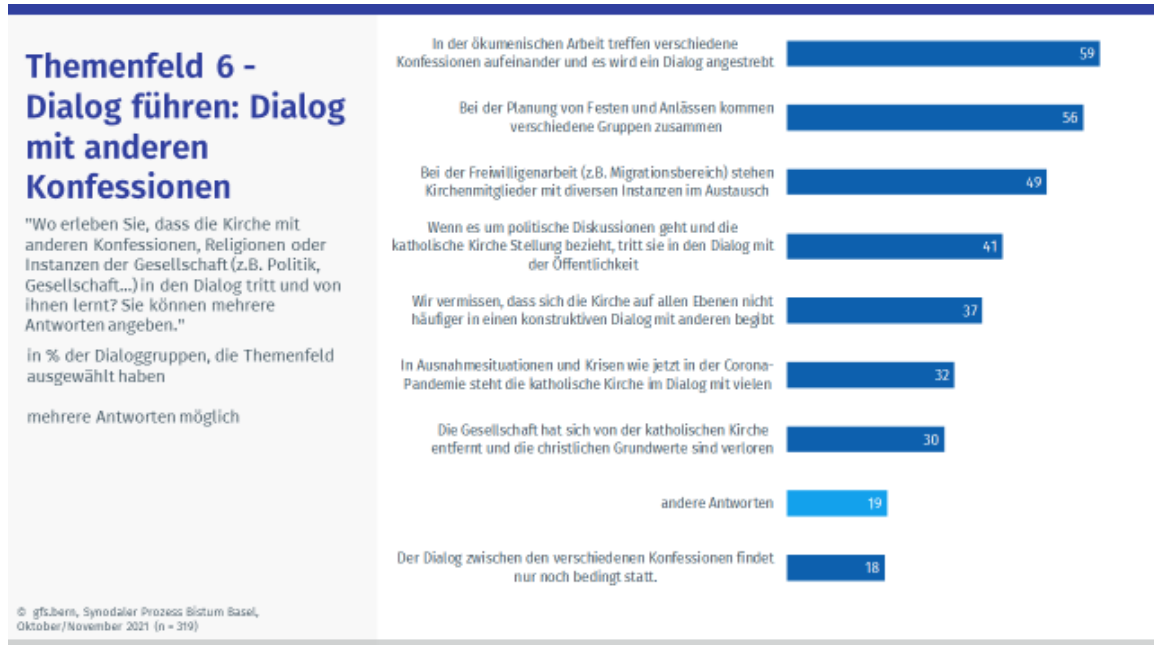 Themenfeld 6 -
Dialog führen: Dialog
mit anderen
Konfessionen
"Wo erleben Sie, dass die Kirche mit
anderen Konfessionen, Religionen oder
Instanzen der Gesellschaft (z.B. Politik,
Gesellschaft...) in den Dialog tritt und von
ihnen lernt? Sie können mehrere
Antworten angeben."
in % der Dialoggruppen, die Themenfeld
ausgewählt haben
mehrere Antworten möglich
© gfs.bern, Synodaler Prozess Bistum Basel,
Oktober/November 2021 (n = 319)
In der ökumenischen Arbeit treffen verschiedene
Konfessionen aufeinander und es wird ein Dialog angestrebt
59
Bei der Planung von Festen und Anlässen kommen
verschiedene Gruppen zusammen
56
Bei der Freiwilligenarbeit (z.B. Migrationsbereich) stehen
Kirchenmitglieder mit diversen Instanzen im Austausch
49
Wenn es um politische Diskussionen geht und die
katholische Kirche Stellung bezieht, tritt sie in den Dialog mit
der Öffentlichkeit
41
Wir vermissen, dass sich die Kirche auf allen Ebenen nicht
häufiger in einen konstruktiven Dialog mit anderen begibt
37
In Ausnahmesituationen und Krisen wie jetzt in der Corona-
Pandemie steht die katholische Kirche im Dialog mit vielen
32
Die Gesellschaft hat sich von der katholischen Kirche
entfernt und die christlichen Grundwerte sind verloren
30
andere Antworten
19
Der Dialog zwischen den verschiedenen Konfessionen findet
nur noch bedingt statt.
18